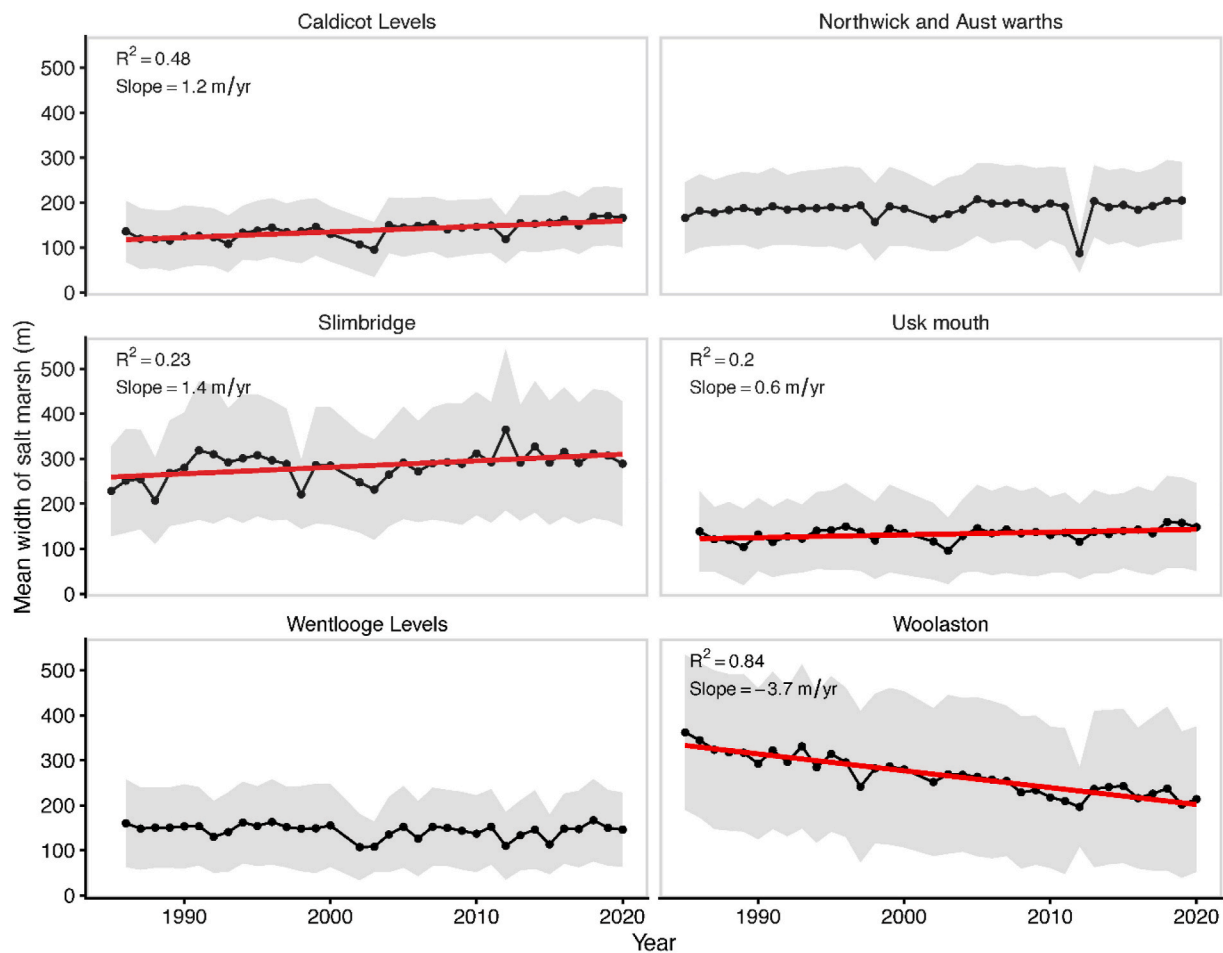 Caldicot Levels
Northwick and Aust warths
R² = 0.48
Slope = 1.2 m/yr
500
400
300
200
100
0
Slimbridge
Usk mouth
R² = 0.23
Slope = 1.4 m/yr
R² = 0.2
Slope = 0.6 m/yr
500
400
300
200
100
0
Mean width of salt marsh (m)
Wentlooge Levels
Woolaston
R² = 0.84
Slope = −3.7 m/yr
500
400
300
200
100
0
1990 2000 2010 2020
1990 2000 2010 2020
Year